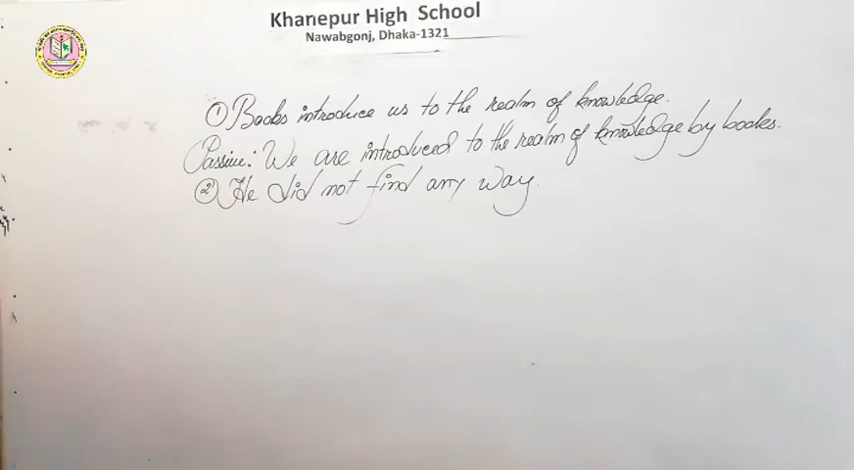 Khanepur High School
Nawabgonj, Dhaka-1321
① Books introduce us to the realm of knowledge.
Passive: We are introduced to the realm of knowledge by books.
② He did not find any way.